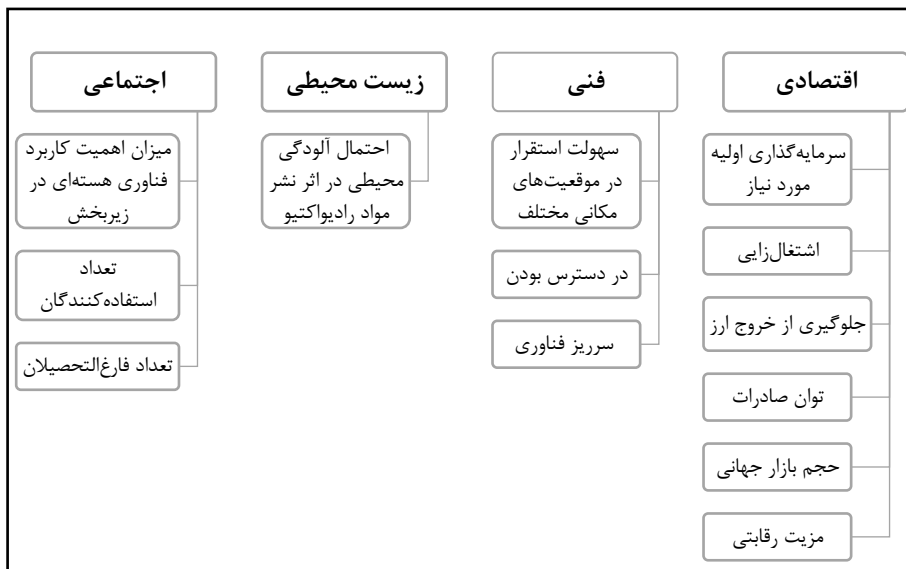 اقتصادی
سرمایه‌گذاری اولیه
مورد نیاز
اشتغال‌زایی
جلوگیری از خروج ارز
توان صادرات
حجم بازار جهانی
مزیت رقابتی
فنی
سهولت استقرار
در موقعیت‌های
مکانی مختلف
در دسترس بودن
سرریز فناوری
زیست محیطی
احتمال آلودگی
محیطی در اثر نشر
مواد رادیواکتیو
اجتماعی
میزان اهمیت کاربرد
فناوری هسته‌ای در
زیربخش
تعداد
استفاده‌کنندگان
تعداد فارغ‌التحصیلان